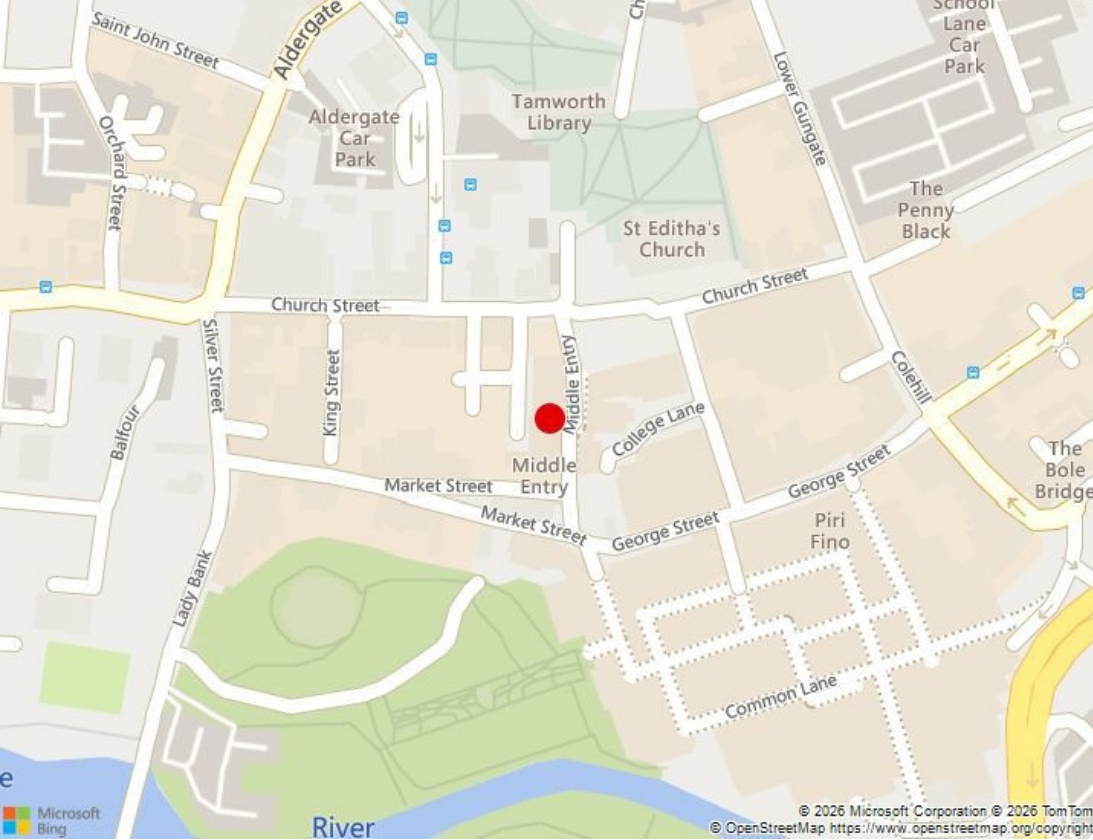 School
Lane
Car
Park
Ch
Aldergate
Saint John Street
Lower Gungate
Tamworth
Library
Aldergate
Car
Park
Orchard Street
The
Penny
Black
St Editha's
Church
Church Street
Church Street
Silver Street
King Street
Middle Entry
Colehill
Balfour
College Lane
Middle
Entry
Market Street
Market Street
George Street
George Street
The
Bole
Bridge
Piri
Fino
Lady Bank
Common Lane
e
River
Microsoft
Bing
© 2026 Microsoft Corporation © 2026 TomTom
© OpenStreetMap https://www.openstreetmap.org/copyright